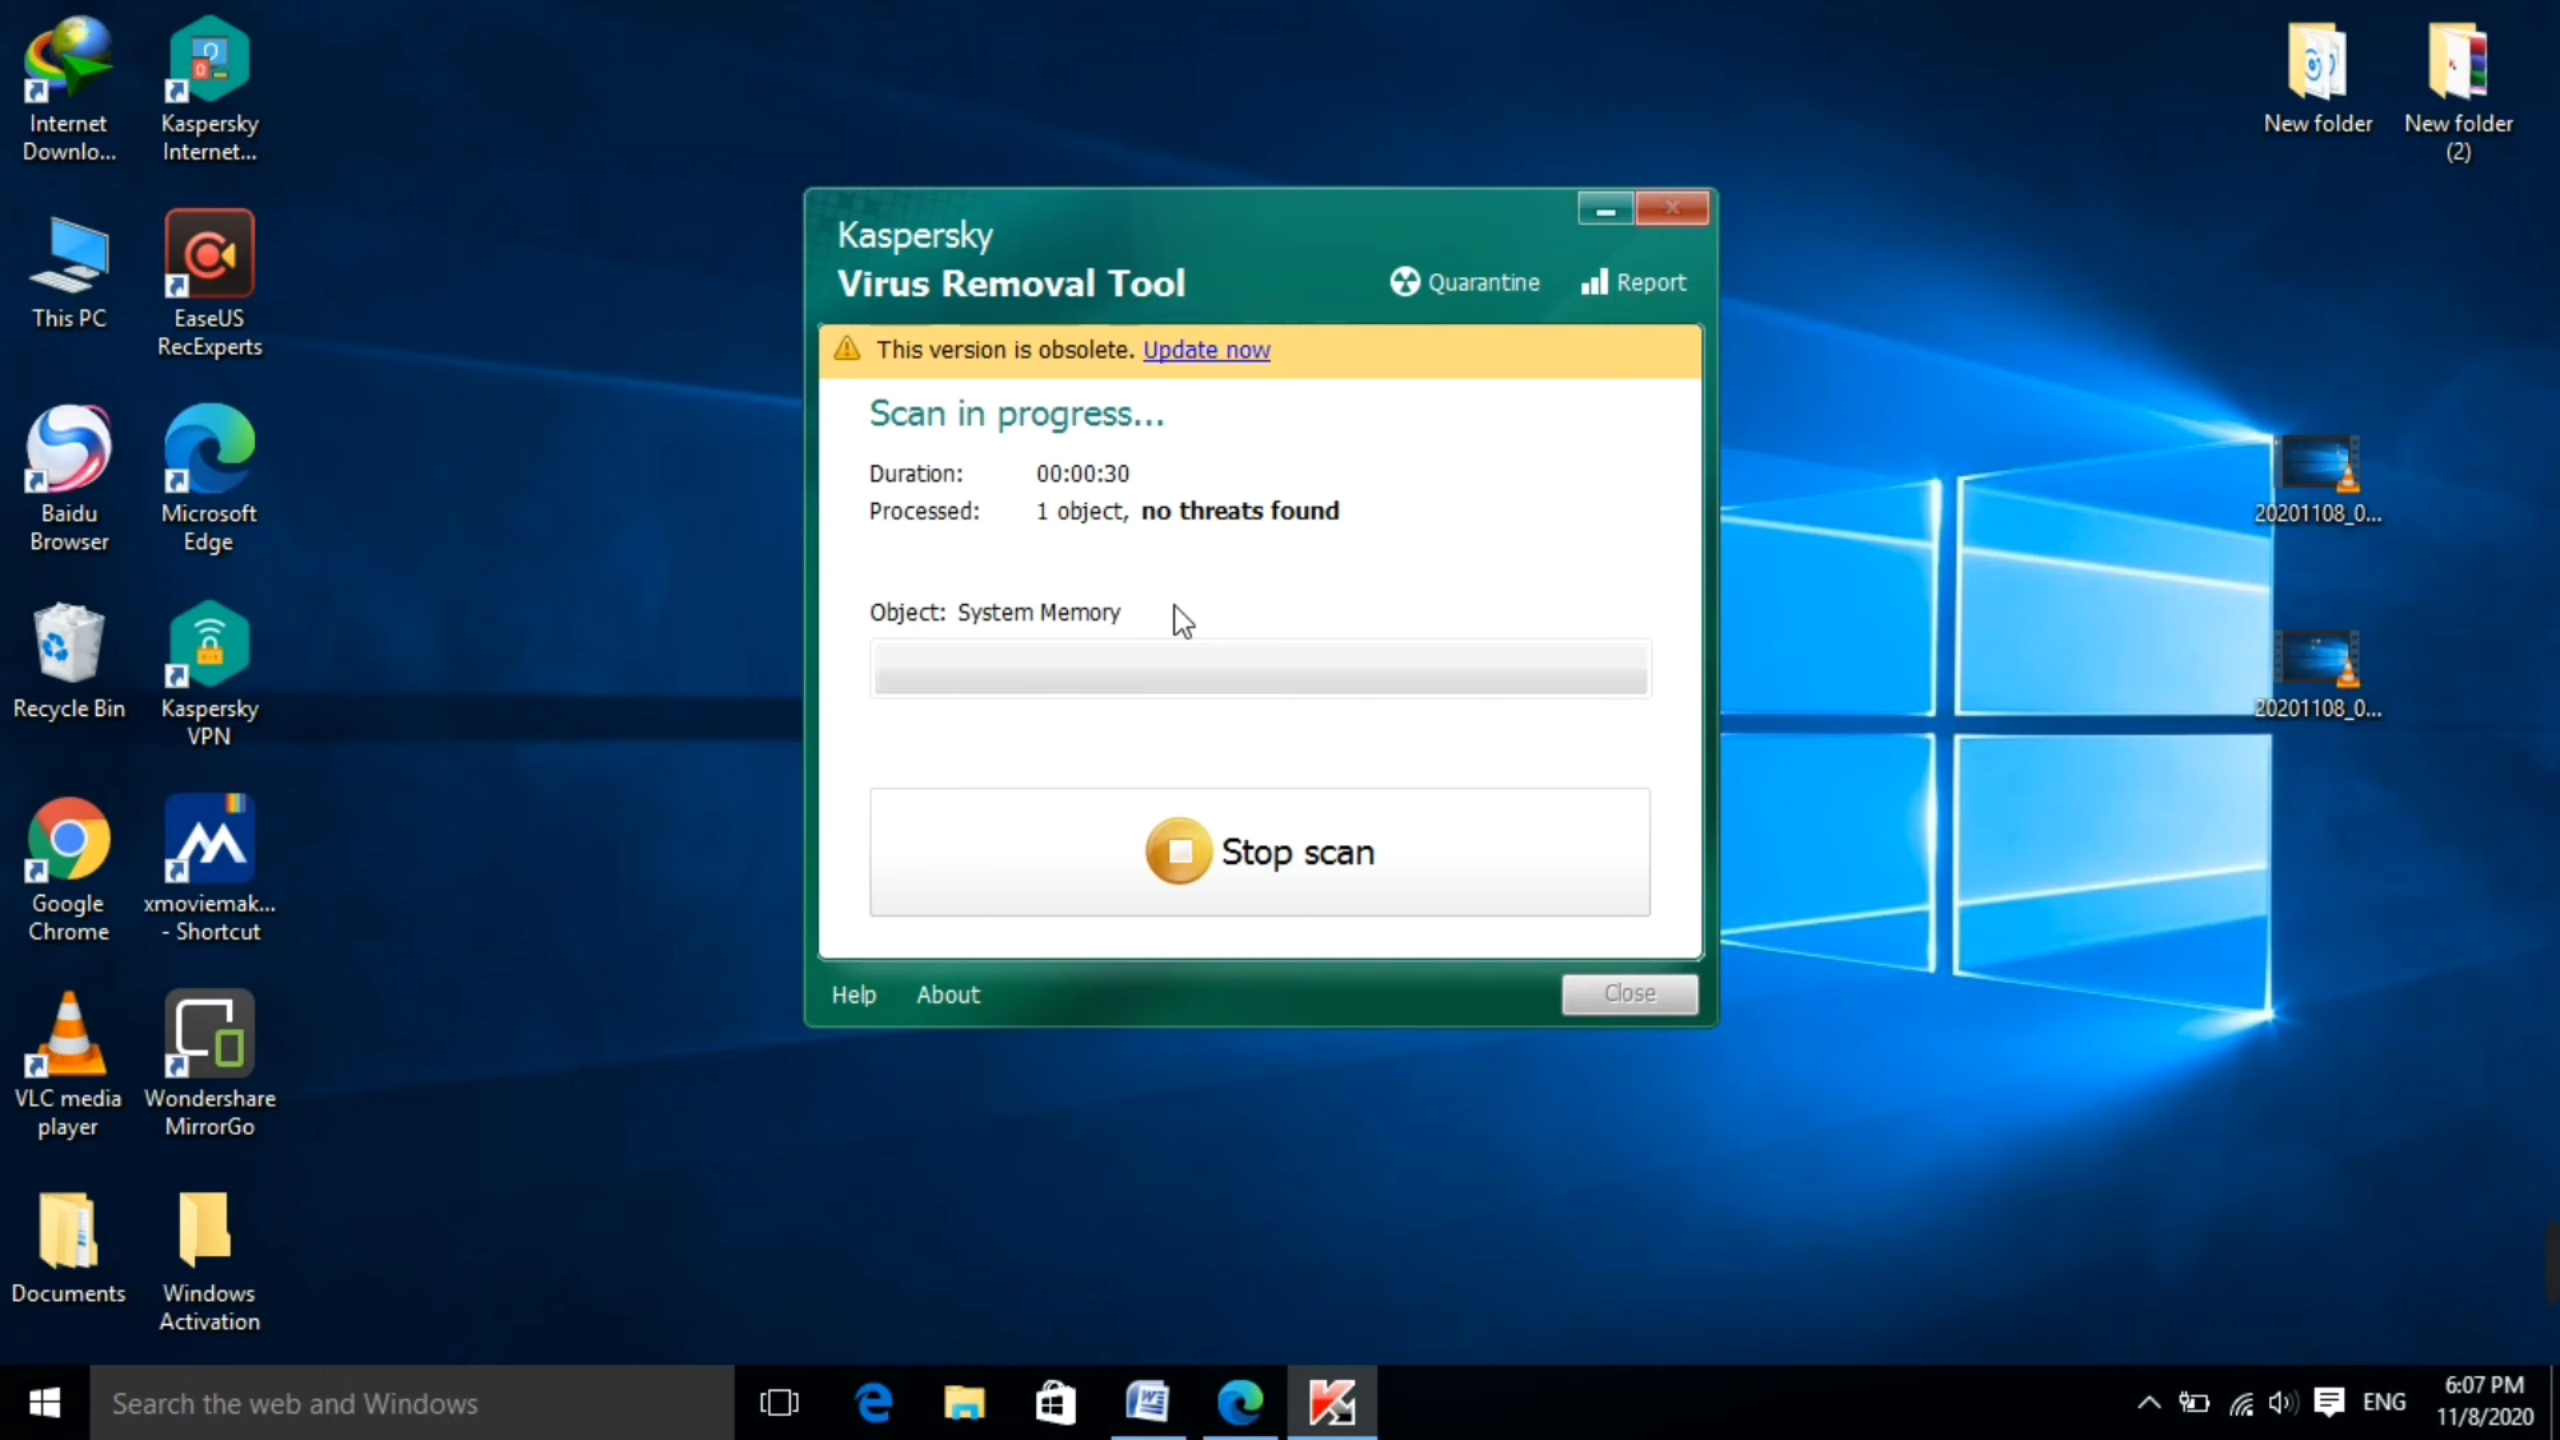 Internet
Downlo...
Kaspersky
Internet...
This PC
EaseUS
RecExperts
Baidu
Browser
Microsoft
Edge
Recycle Bin
Kaspersky
VPN
Google
Chrome
xmoviemak...
- Shortcut
VLC media
player
Wondershare
MirrorGo
Documents
Windows
Activation
New folder
New folder
(2)
20201108_0...
20201108_0...
Kaspersky
Virus Removal Tool
Quarantine
Report
This version is obsolete. Update now
Scan in progress...
Duration: 00:00:30
Processed: 1 object, no threats found
Object: System Memory
Stop scan
Help
About
Close
Search the web and Windows
ENG
6:07 PM
11/8/2020